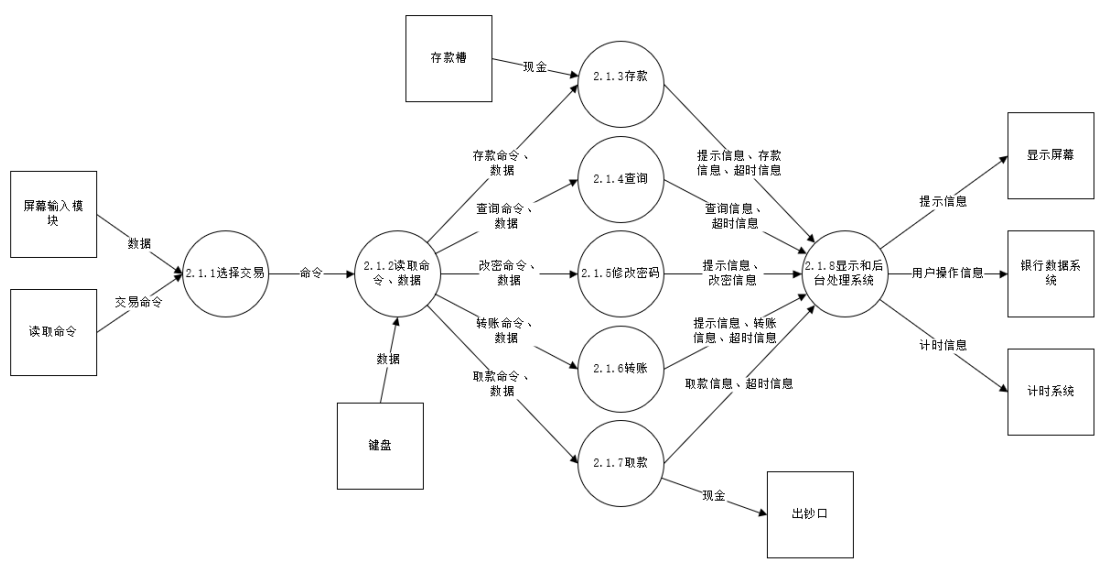 存款槽
现金
2.1.3存款
存款命令、
数据
提示信息、存款
信息、超时信息
显示屏幕
屏幕输入模
块
数据
2.1.4查询
查询命令、
数据
查询信息、
超时信息
提示信息
2.1.1选择交易
命令
2.1.2读取命
令、数据
改密命令、
数据
2.1.5修改密码
提示信息、
改密信息
2.1.8显示和后
台处理系统
用户操作信息
银行数据系
统
交易命令
读取命令
转账命令、
数据
2.1.6转账
提示信息、转账
信息、超时信息
计时信息
数据
取款命令、
数据
取款信息、超时信息
计时系统
键盘
2.1.7取款
现金
出钞口